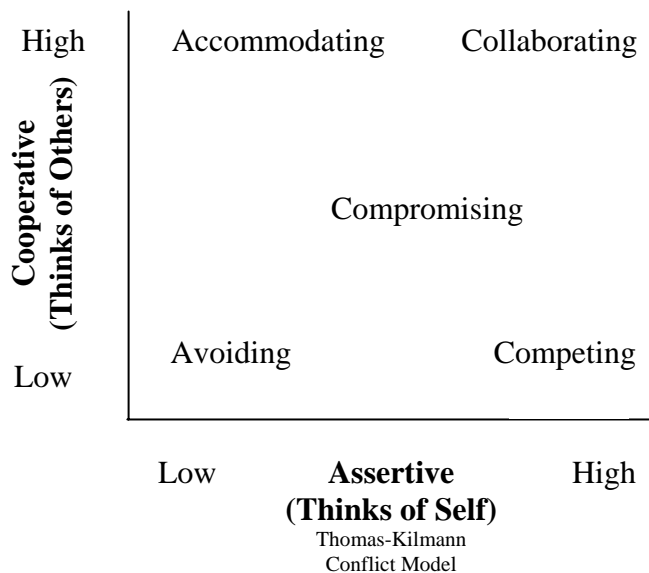 High
Accommodating
Collaborating
Cooperative
(Thinks of Others)
Compromising
Avoiding
Competing
Low
Low
Assertive
High
(Thinks of Self)
Thomas-Kilmann
Conflict Model